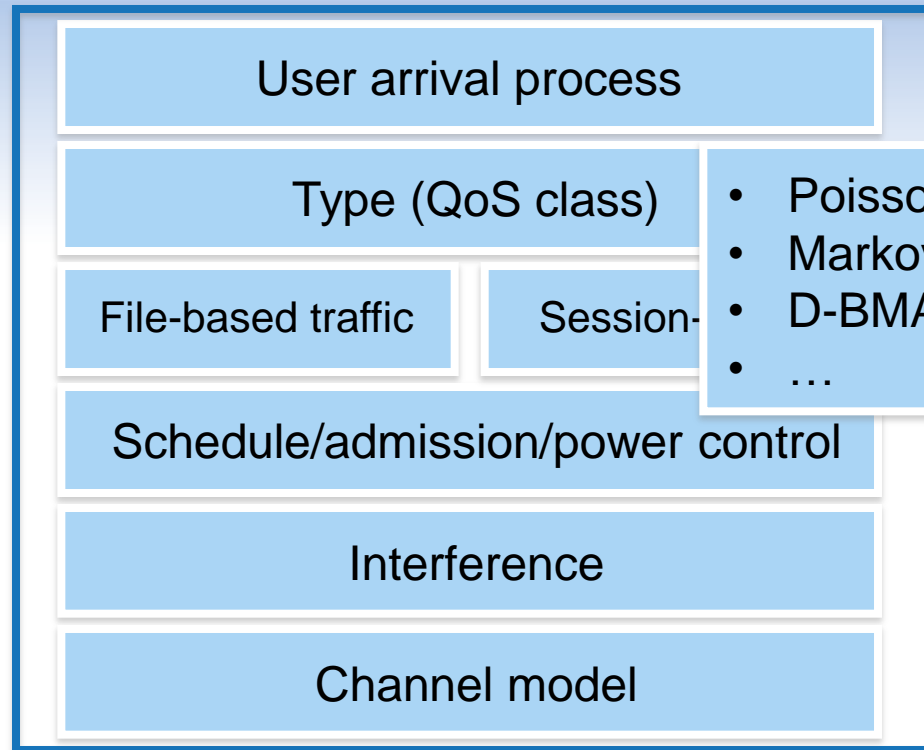 User arrival process
Type (QoS class)
• Poisso
• Markov
• D-BMA
• …
File-based traffic
Session-
Schedule/admission/power control
Interference
Channel model